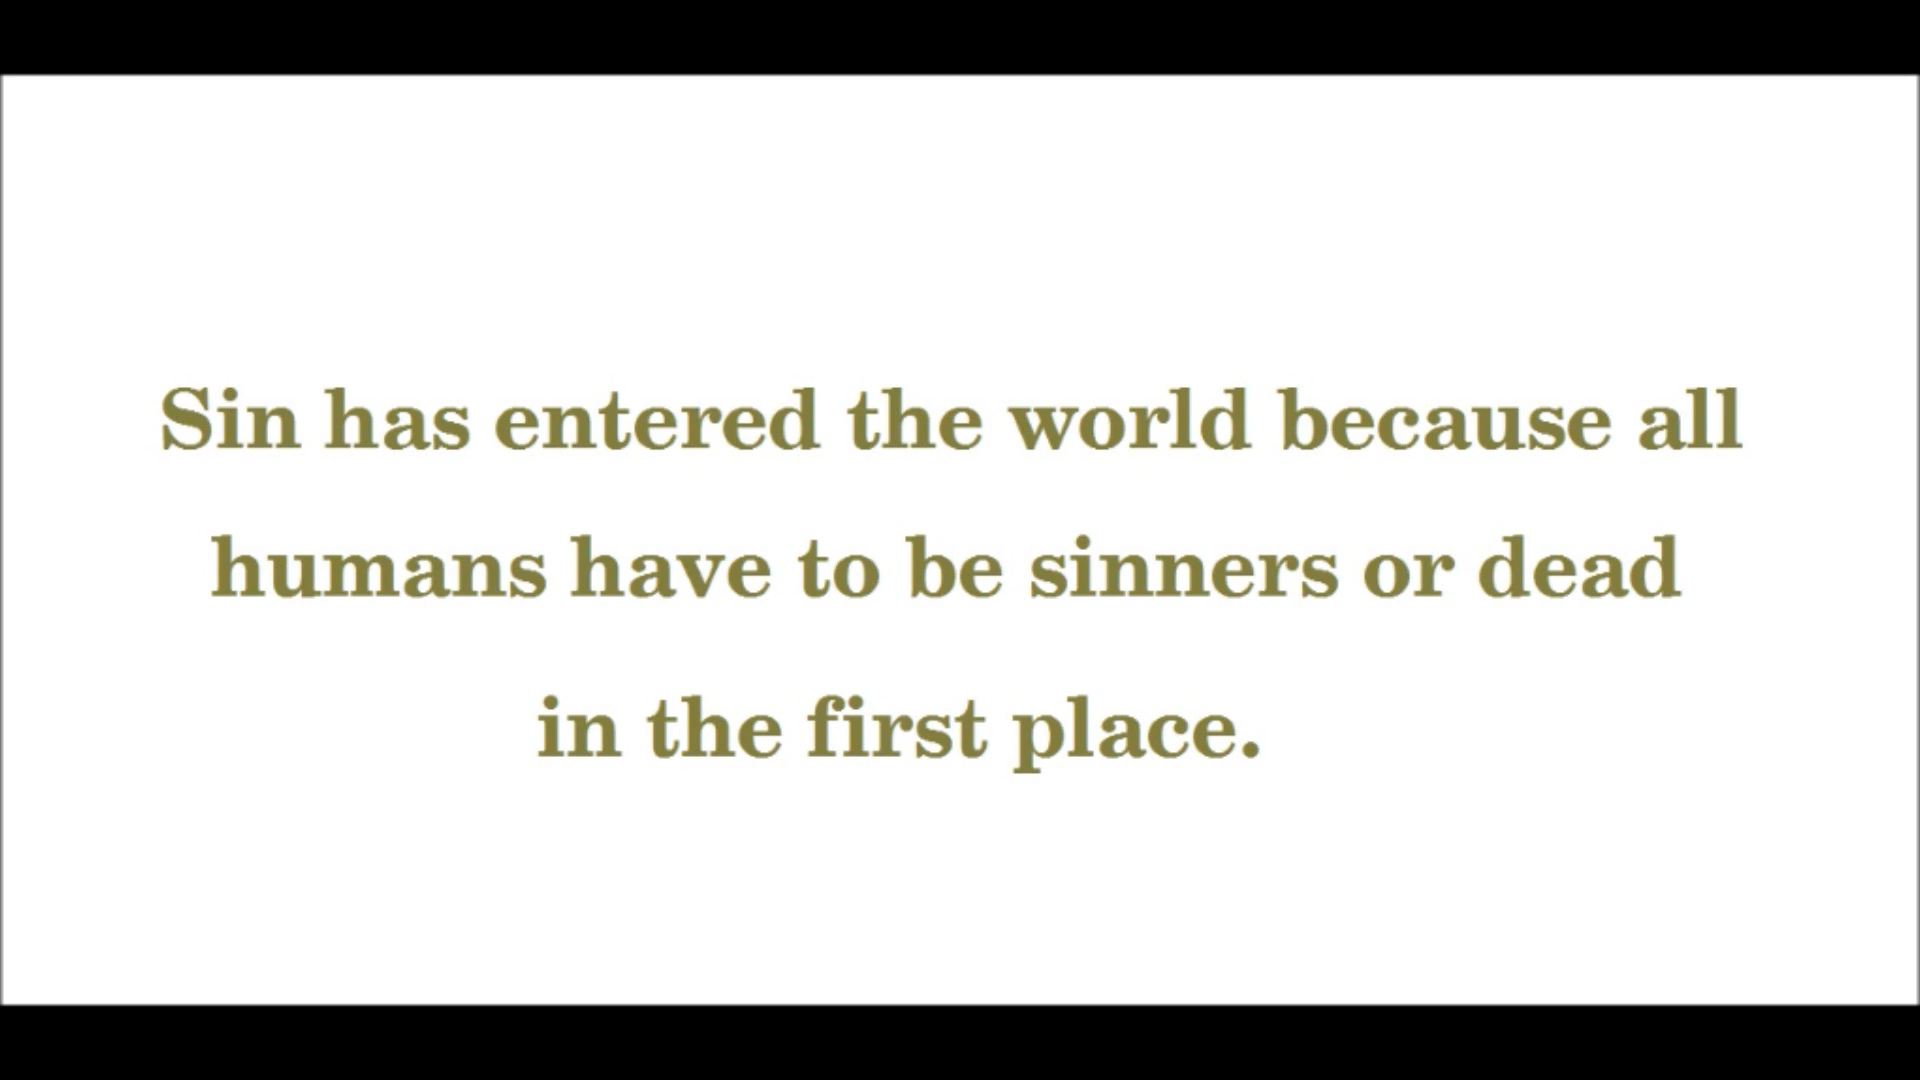 Sin has entered the world because all
humans have to be sinners or dead
in the first place.